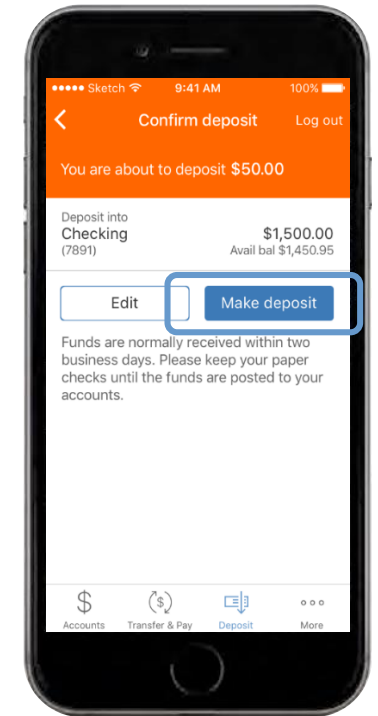 Sketch 9:41 AM 100%
Confirm deposit Log out
You are about to deposit $50.00
Deposit into
Checking $1,500.00
(7891) Avail bal $1,450.95
Edit Make deposit
Funds are normally received within two
business days. Please keep your paper
checks until the funds are posted to your
accounts.
$ ($)
Accounts Transfer & Pay Deposit More